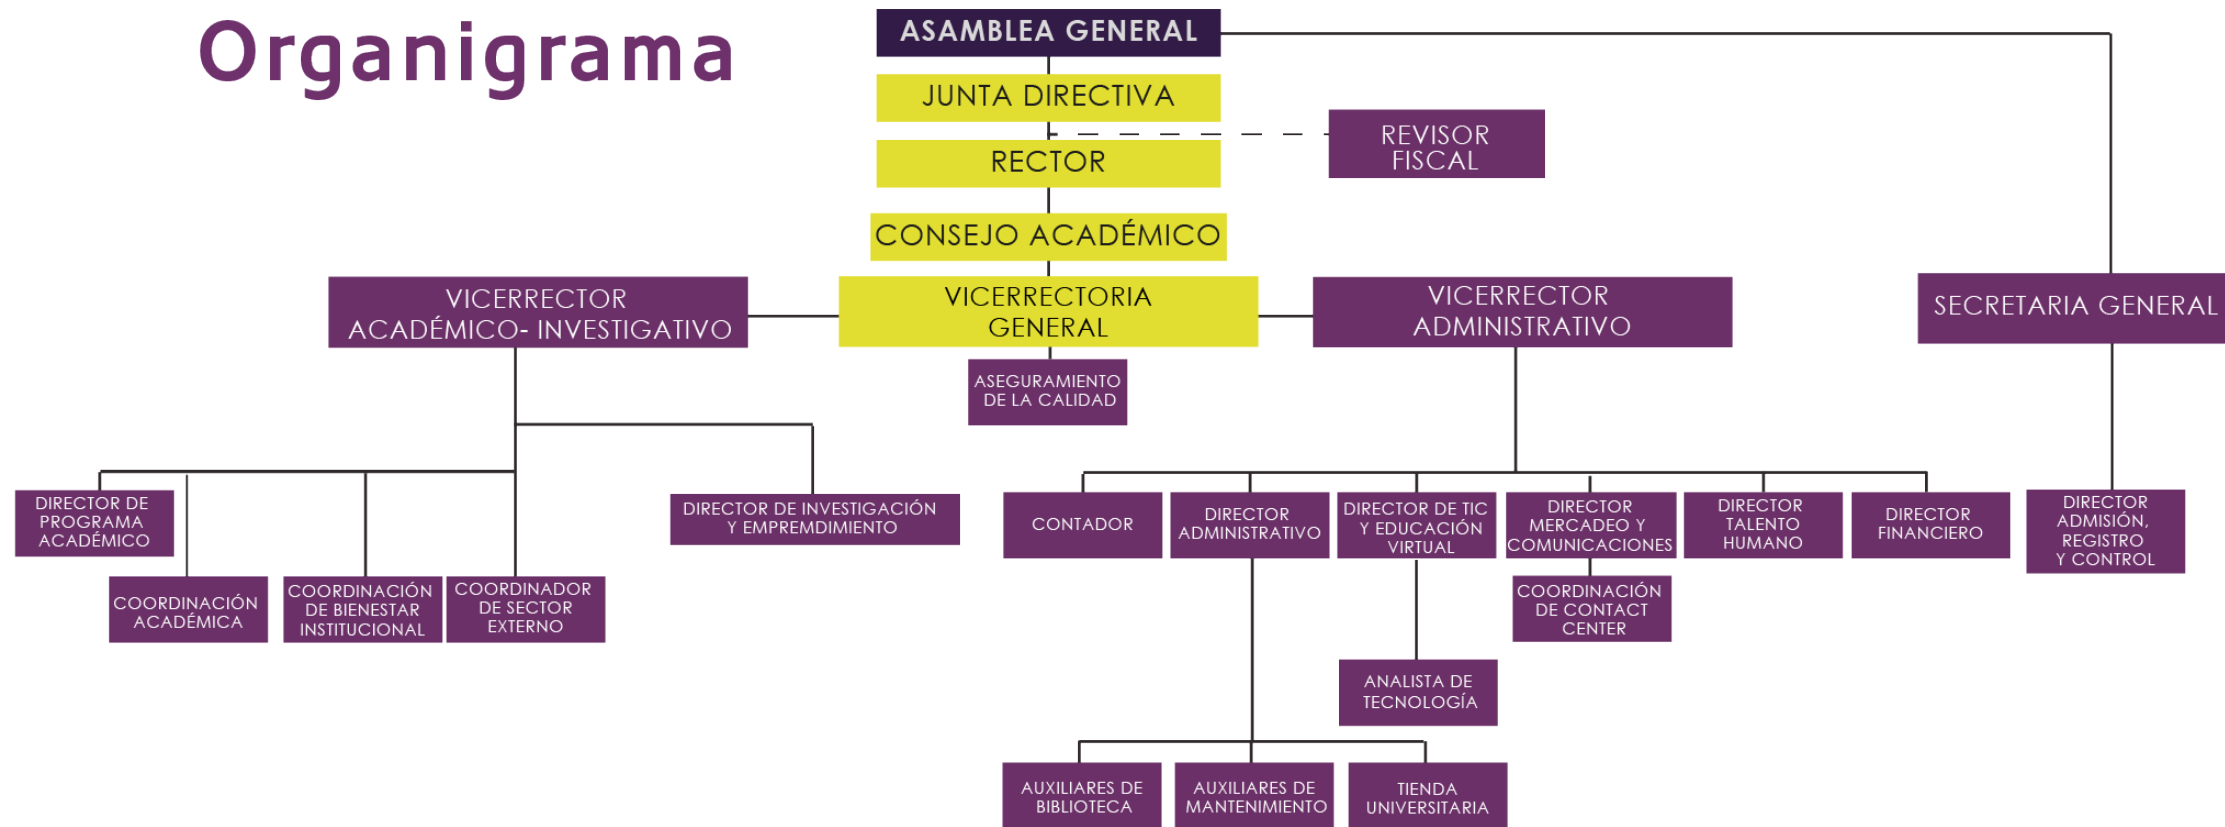 Organigrama
ASAMBLEA GENERAL
JUNTA DIRECTIVA
REVISOR
FISCAL
RECTOR
CONSEJO ACADÉMICO
VICERRECTOR
ACADÉMICO- INVESTIGATIVO
VICERRECTORIA
GENERAL
VICERRECTOR
ADMINISTRATIVO
SECRETARIA GENERAL
ASEGURAMIENTO
DE LA CALIDAD
DIRECTOR DE
PROGRAMA
ACADÉMICO
COORDINACIÓN
ACADÉMICA
COORDINACIÓN
DE BIENESTAR
INSTITUCIONAL
COORDINADOR
DE SECTOR
EXTERNO
DIRECTOR DE INVESTIGACIÓN
Y EMPREMDIMIENTO
CONTADOR
DIRECTOR
ADMINISTRATIVO
DIRECTOR DE TIC
Y EDUCACIÓN
VIRTUAL
DIRECTOR
MERCADEO Y
COMUNICACIONES
DIRECTOR
TALENTO
HUMANO
DIRECTOR
FINANCIERO
DIRECTOR
ADMISIÓN,
REGISTRO
Y CONTROL
COORDINACIÓN
DE CONTACT
CENTER
ANALISTA DE
TECNOLOGÍA
AUXILIARES DE
BIBLIOTECA
AUXILIARES DE
MANTENIMIENTO
TIENDA
UNIVERSITARIA